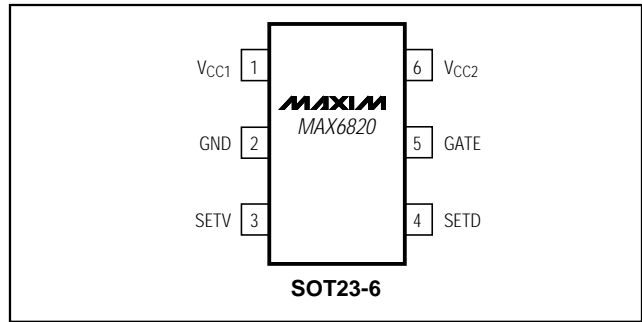 VCC1 1 6 VCC2
MAXIM
MAX6820
GND 2 5 GATE
SETV 3 4 SETD
SOT23-6